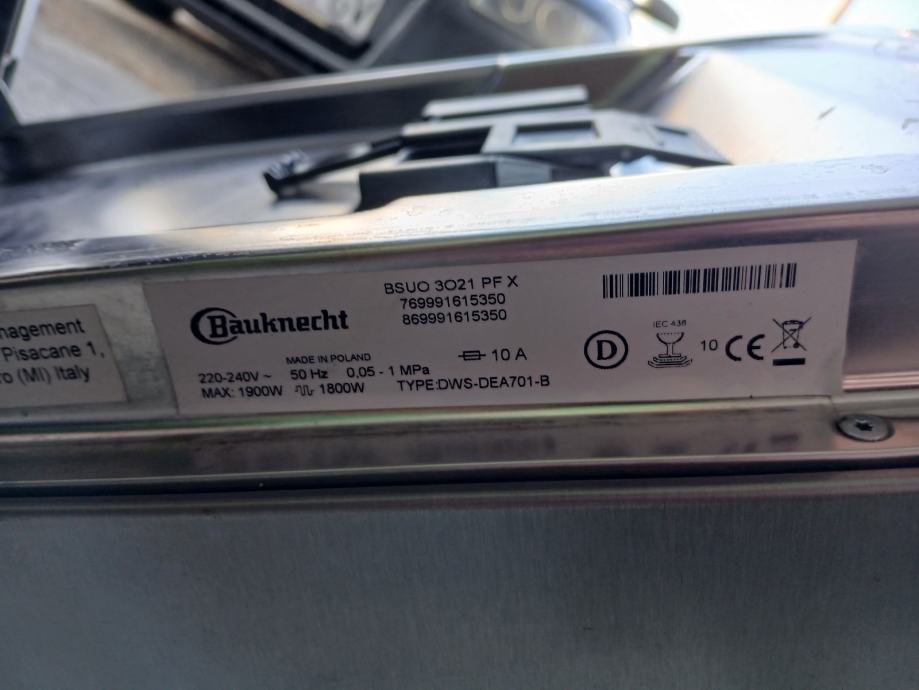 nagement
Pisacane 1,
ro (MI) Italy
Bauknecht
BSUO 3O21 PF X
769991615350
869991615350
MADE IN POLAND
10 A
220-240V ~ 50 Hz 0,05 - 1 MPa
MAX: 1900W 1800W TYPE:DWS-DEA701-B
D
IEC 436
10 CE